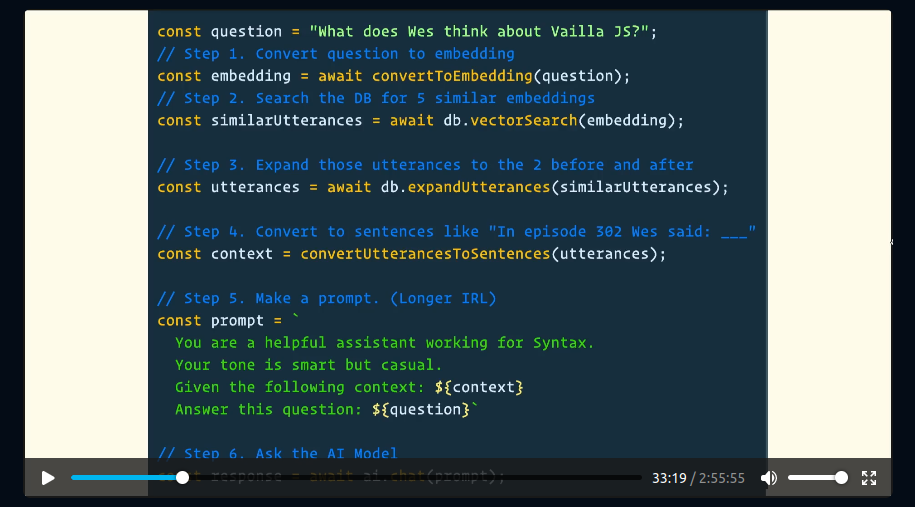 const question = "What does Wes think about Vailla JS?";
// Step 1. Convert question to embedding
const embedding = await convertToEmbedding(question);
// Step 2. Search the DB for 5 similar embeddings
const similarUtterances = await db.vectorSearch(embedding);
// Step 3. Expand those utterances to the 2 before and after
const utterances = await db.expandUtterances(similarUtterances);
// Step 4. Convert to sentences like "In episode 302 Wes said: ___"
const context = convertUtterancesToSentences(utterances);
// Step 5. Make a prompt. (Longer IRL)
const prompt = `
You are a helpful assistant working for Syntax.
Your tone is smart but casual.
Given the following context: ${context}
Answer this question: ${question}`
// Step 6. Ask the AI Model
const response = await ai.chat(prompt);
33:19 / 2:55:55